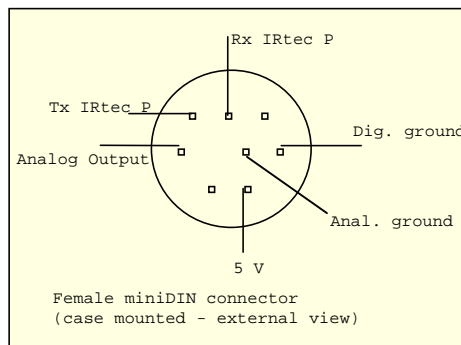 Rx IRtec P
Tx IRtec P
Dig. ground
Analog Output
Anal. ground
5 V
Female miniDIN connector
(case mounted - external view)